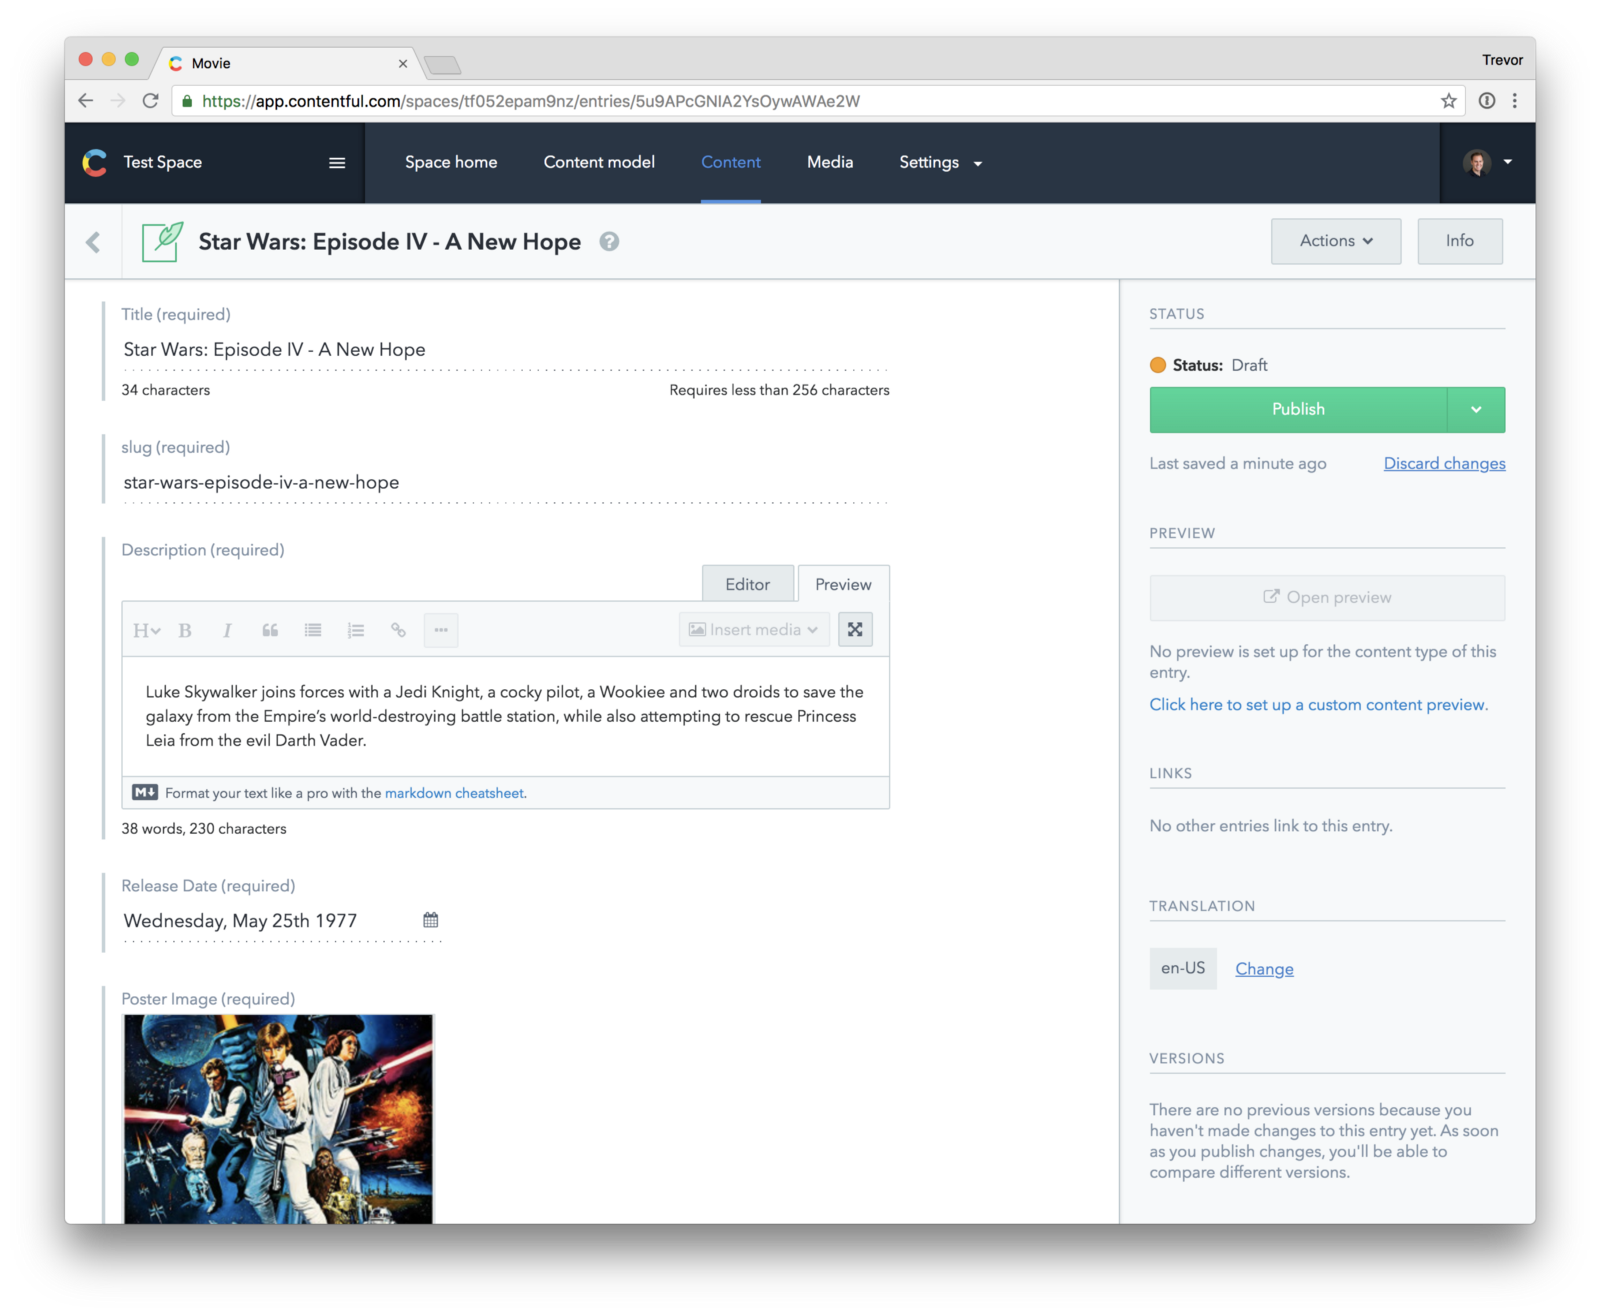 Movie
Trevor
https://app.contentful.com/spaces/tf052epam9nz/entries/5u9APcGNIA2YsOywAWAe2W
Test Space
Space home
Content model
Content
Media
Settings
Star Wars: Episode IV - A New Hope
?
Actions
Info
Title (required)
Star Wars: Episode IV - A New Hope
34 characters
Requires less than 256 characters
slug (required)
star-wars-episode-iv-a-new-hope
Description (required)
Editor
Preview
H B I
Insert media
Luke Skywalker joins forces with a Jedi Knight, a cocky pilot, a Wookiee and two droids to save the
galaxy from the Empire’s world-destroying battle station, while also attempting to rescue Princess
Leia from the evil Darth Vader.
M Format your text like a pro with the markdown cheatsheet.
38 words, 230 characters
Release Date (required)
Wednesday, May 25th 1977
Poster Image (required)
STATUS
Status: Draft
Publish
Last saved a minute ago
Discard changes
PREVIEW
Open preview
No preview is set up for the content type of this
entry.
Click here to set up a custom content preview.
LINKS
No other entries link to this entry.
TRANSLATION
en-US
Change
VERSIONS
There are no previous versions because you
haven't made changes to this entry yet. As soon
as you publish changes, you'll be able to
compare different versions.